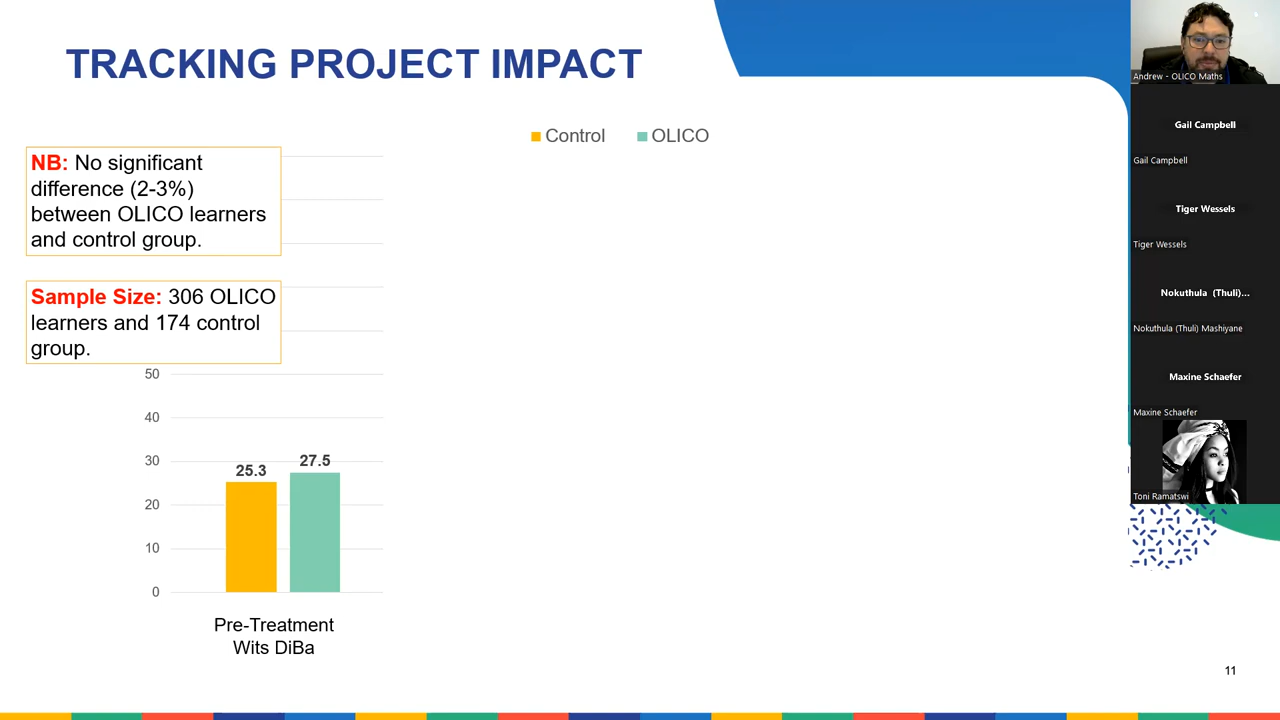 TRACKING PROJECT IMPACT
Control
OLICO
NB: No significant
difference (2-3%)
between OLICO learners
and control group.
Sample Size: 306 OLICO
learners and 174 control
group.
50
40
30
20
10
0
25.3
27.5
Pre-Treatment
Wits DiBa
11
Andrew - OLICO Maths
Gail Campbell
Gail Campbell
Tiger Wessels
Tiger Wessels
Nokuthula (Thuli)...
Nokuthula (Thuli) Mashiyane
Maxine Schaefer
Maxine Schaefer
Toni Ramatswi